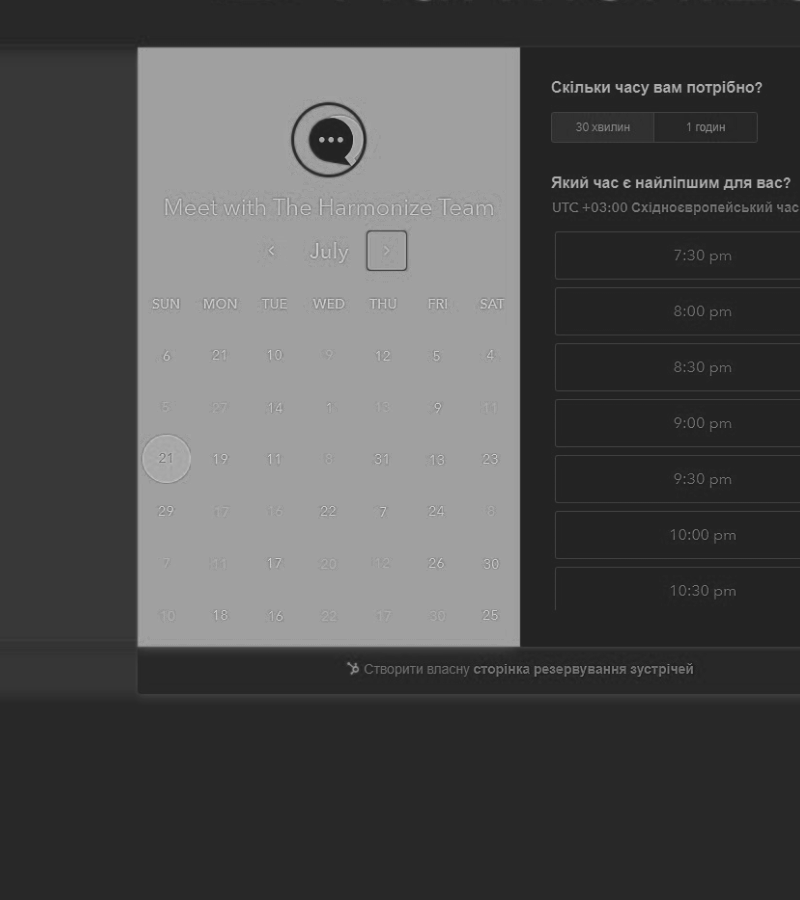 Meet with The Harmonize Team
July
SUN MON TUE WED THU FRI SAT
6 21 10 9 12 5 4
5 27 14 1 13 9 11
21 19 11 3 31 13 23
29 17 16 22 7 24 8
7 11 17 20 12 26 30
10 18 16 22 17 30 25
Скільки часу вам потрібно?
30 хвилин 1 годин
Який час є найліпшим для вас?
UTC +03:00 Східноєвропейський час
7:30 pm
8:00 pm
8:30 pm
9:00 pm
9:30 pm
10:00 pm
10:30 pm
Створити власну сторінка резервування зустрічей